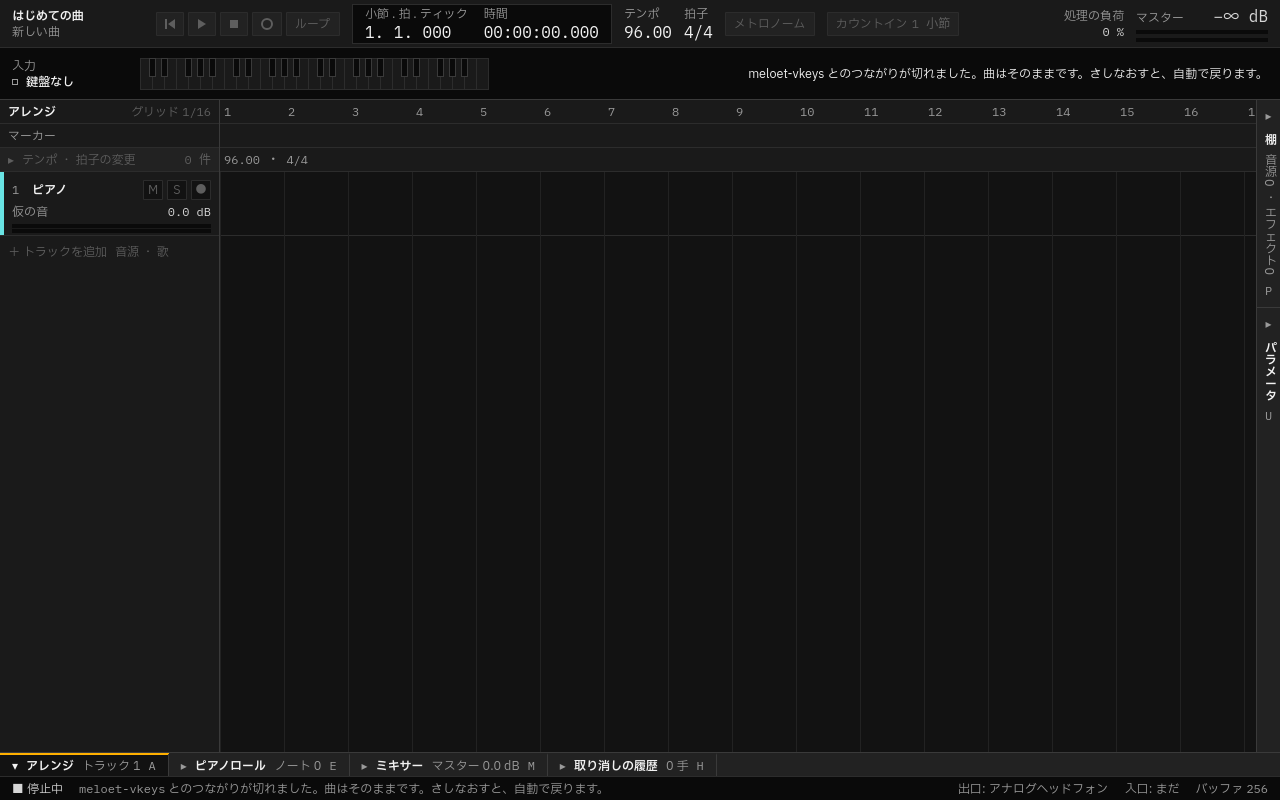 はじめての曲
新しい曲
ループ
小節 . 拍 . ティック
1. 1. 000
時間
00:00:00.000
テンポ
96.00
拍子
4/4
メトロノーム
カウントイン 1 小節
処理の負荷
0 %
マスター
−∞ dB
入力
鍵盤なし
meloet-vkeys とのつながりが切れました。曲はそのままです。さしなおすと、自動で戻ります。
アレンジ グリッド 1/16
1 2 3 4 5 6 7 8 9 10 11 12 13 14 15 16 1
マーカー
▸ テンポ · 拍子の変更 0 件
96.00 · 4/4
1 ピアノ M S
仮の音 0.0 dB
+ トラックを追加 音源 · 歌
▸ 棚 音源 0 · エフェクト 0 P
▸ パラメータ U
▾ アレンジ トラック 1 A
▸ ピアノロール ノート 0 E
▸ ミキサー マスター 0.0 dB M
▸ 取り消しの履歴 0 手 H
■ 停止中 meloet-vkeys とのつながりが切れました。曲はそのままです。さしなおすと、自動で戻ります。
出口: アナログヘッドフォン 入口: まだ バッファ 256